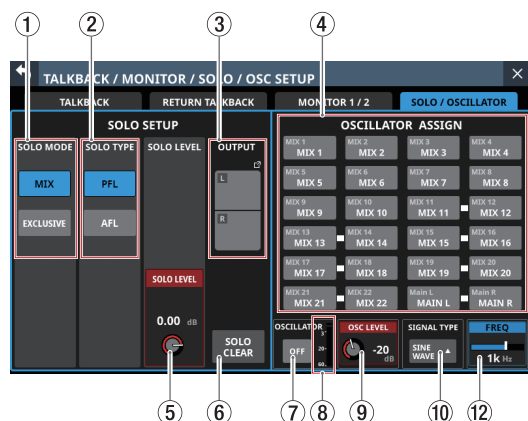 ① ② ③ ④
TALKBACK / MONITOR / SOLO / OSC SETUP ×
TALKBACK RETURN TALKBACK MONITOR 1 / 2 SOLO / OSCILLATOR
SOLO SETUP OSCILLATOR ASSIGN
SOLO MODE SOLO TYPE SOLO LEVEL OUTPUT
MIX PFL L
EXCLUSIVE AFL R
SOLO LEVEL
0.00 dB
SOLO
CLEAR
MIX 1 MIX 2 MIX 3 MIX 4
MIX 1 MIX 2 MIX 3 MIX 4
MIX 5 MIX 6 MIX 7 MIX 8
MIX 5 MIX 6 MIX 7 MIX 8
MIX 9 MIX 10 MIX 11 MIX 12
MIX 9 MIX 10 MIX 11 MIX 12
MIX 13 MIX 14 MIX 15 MIX 16
MIX 13 MIX 14 MIX 15 MIX 16
MIX 17 MIX 18 MIX 19 MIX 20
MIX 17 MIX 18 MIX 19 MIX 20
MIX 21 MIX 22 Main L Main R
MIX 21 MIX 22 MAIN L MAIN R
OSCILLATOR OSC LEVEL SIGNAL TYPE FREQ
OFF 3 20 60 -20 dB SINE WAVE ▲ 1k Hz
⑤ ⑥ ⑦ ⑧ ⑨ ⑩ ⑫